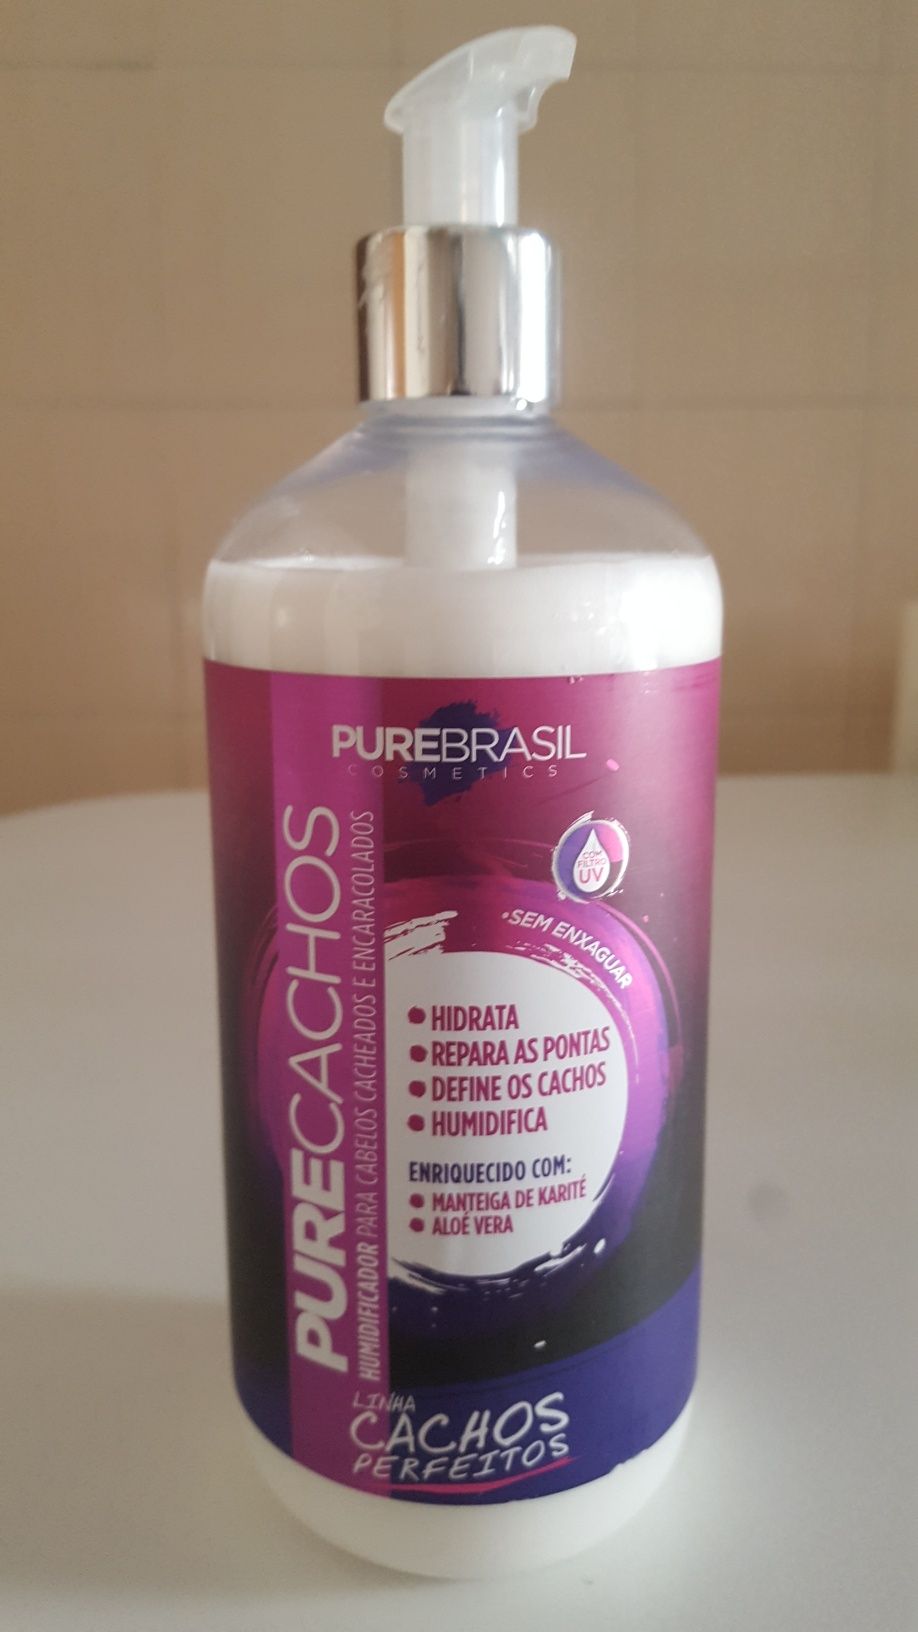 PUREBRASIL
COSMETICS
PURECACHOS
HUMIDIFICADOR PARA CABELOS CACHEADOS E ENCARACOLADOS
COM
FILTRO
UV
•SEM ENXAGUAR
• HIDRATA
• REPARA AS PONTAS
• DEFINE OS CACHOS
• HUMIDIFICA
ENRIQUECIDO COM:
• MANTEIGA DE KARITÉ
• ALOÉ VERA
LINHA
CACHOS
PERFEITOS